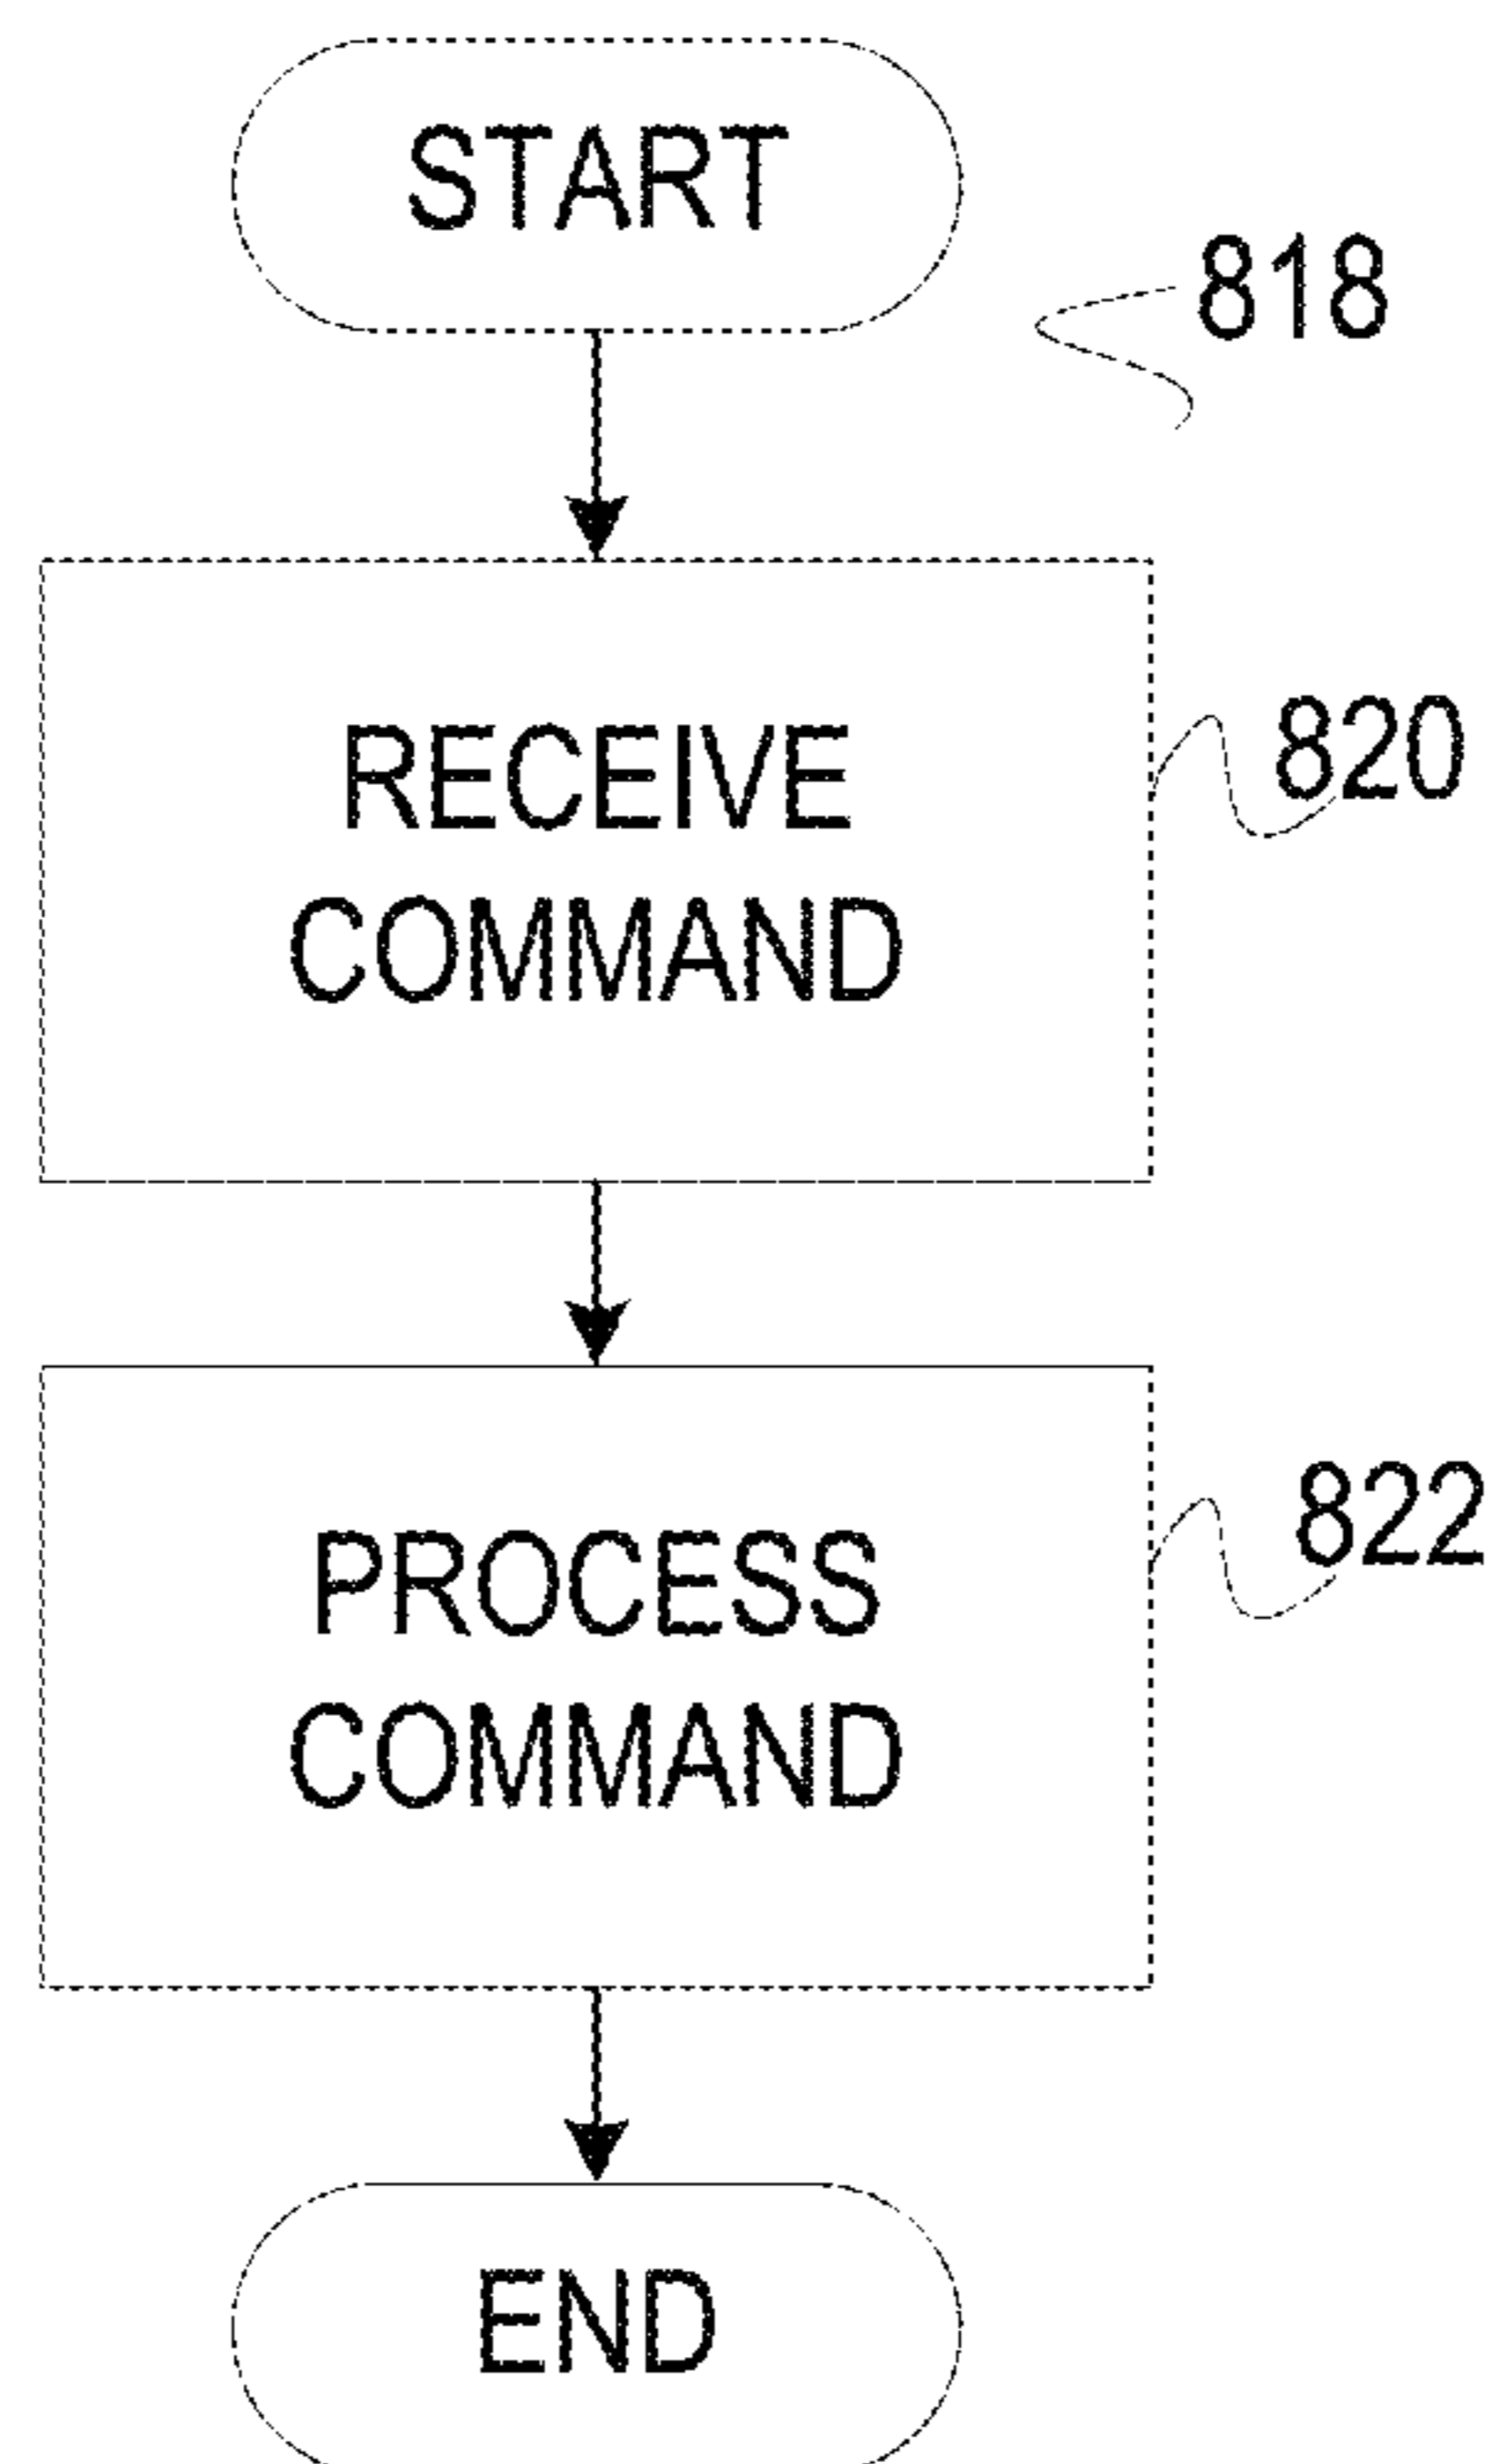 START
818
RECEIVE
COMMAND
820
PROCESS
COMMAND
822
END